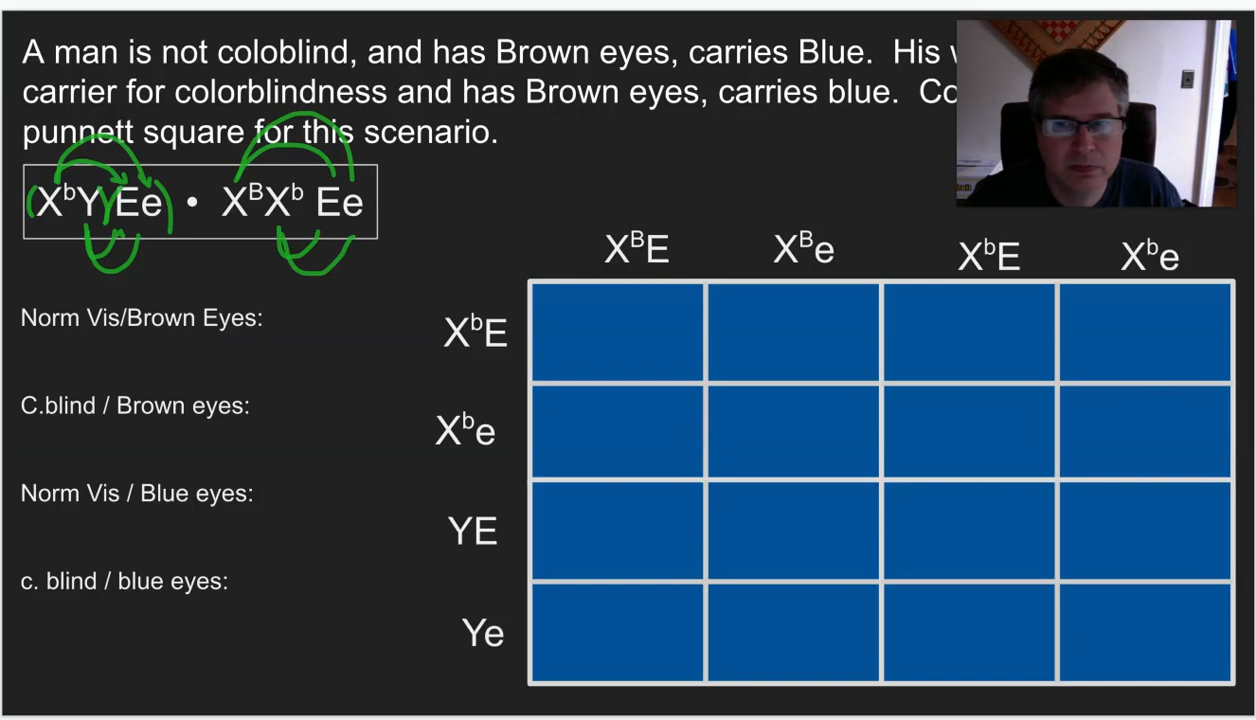 A man is not coloblind, and has Brown eyes, carries Blue. His
carrier for colorblindness and has Brown eyes, carries blue.
punnett square for this scenario.
XᵇY Ee • XᴮXᵇ Ee
XᴮE Xᴮe XᵇE Xᵇe
Norm Vis/Brown Eyes:
XᵇE
C.blind / Brown eyes:
Xᵇe
Norm Vis / Blue eyes:
YE
c. blind / blue eyes:
Ye